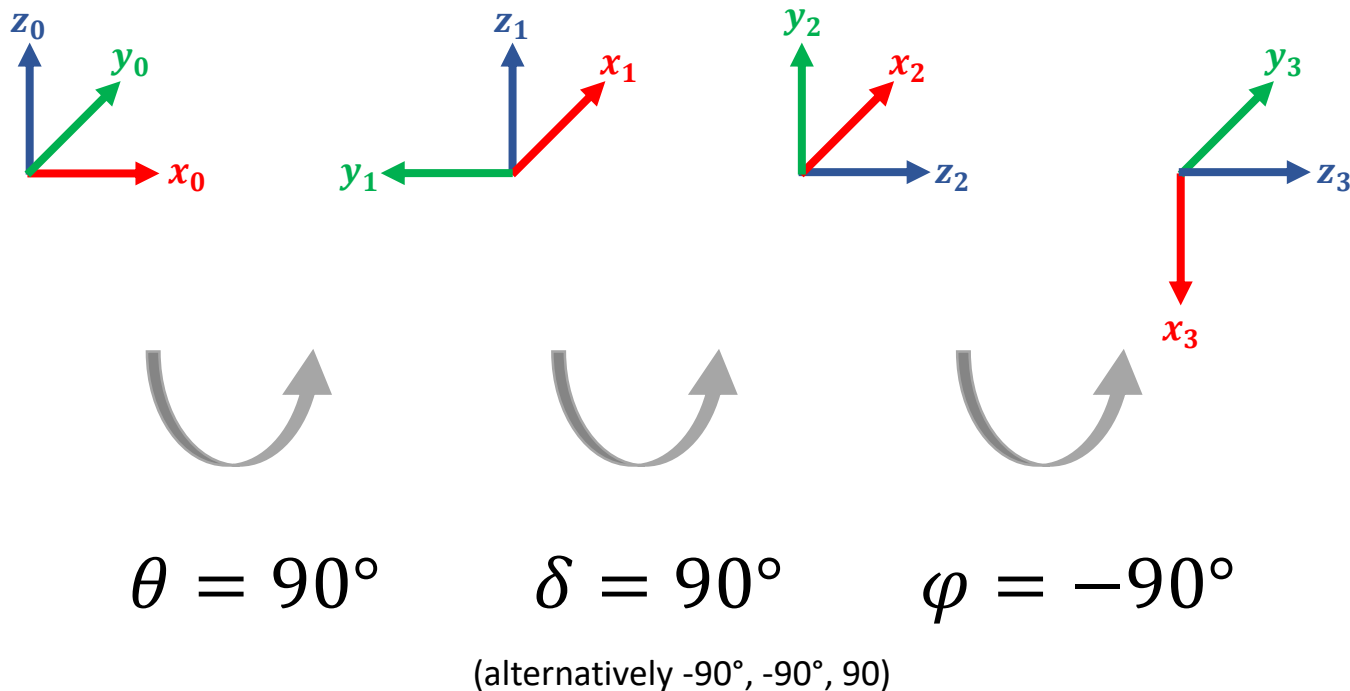 z₀ z₁ y₂
y₀ x₁ x₂ y₃
x₀ y₁ z₂ z₃
x₃
θ = 90° δ = 90° φ = −90°
(alternatively -90°, -90°, 90)